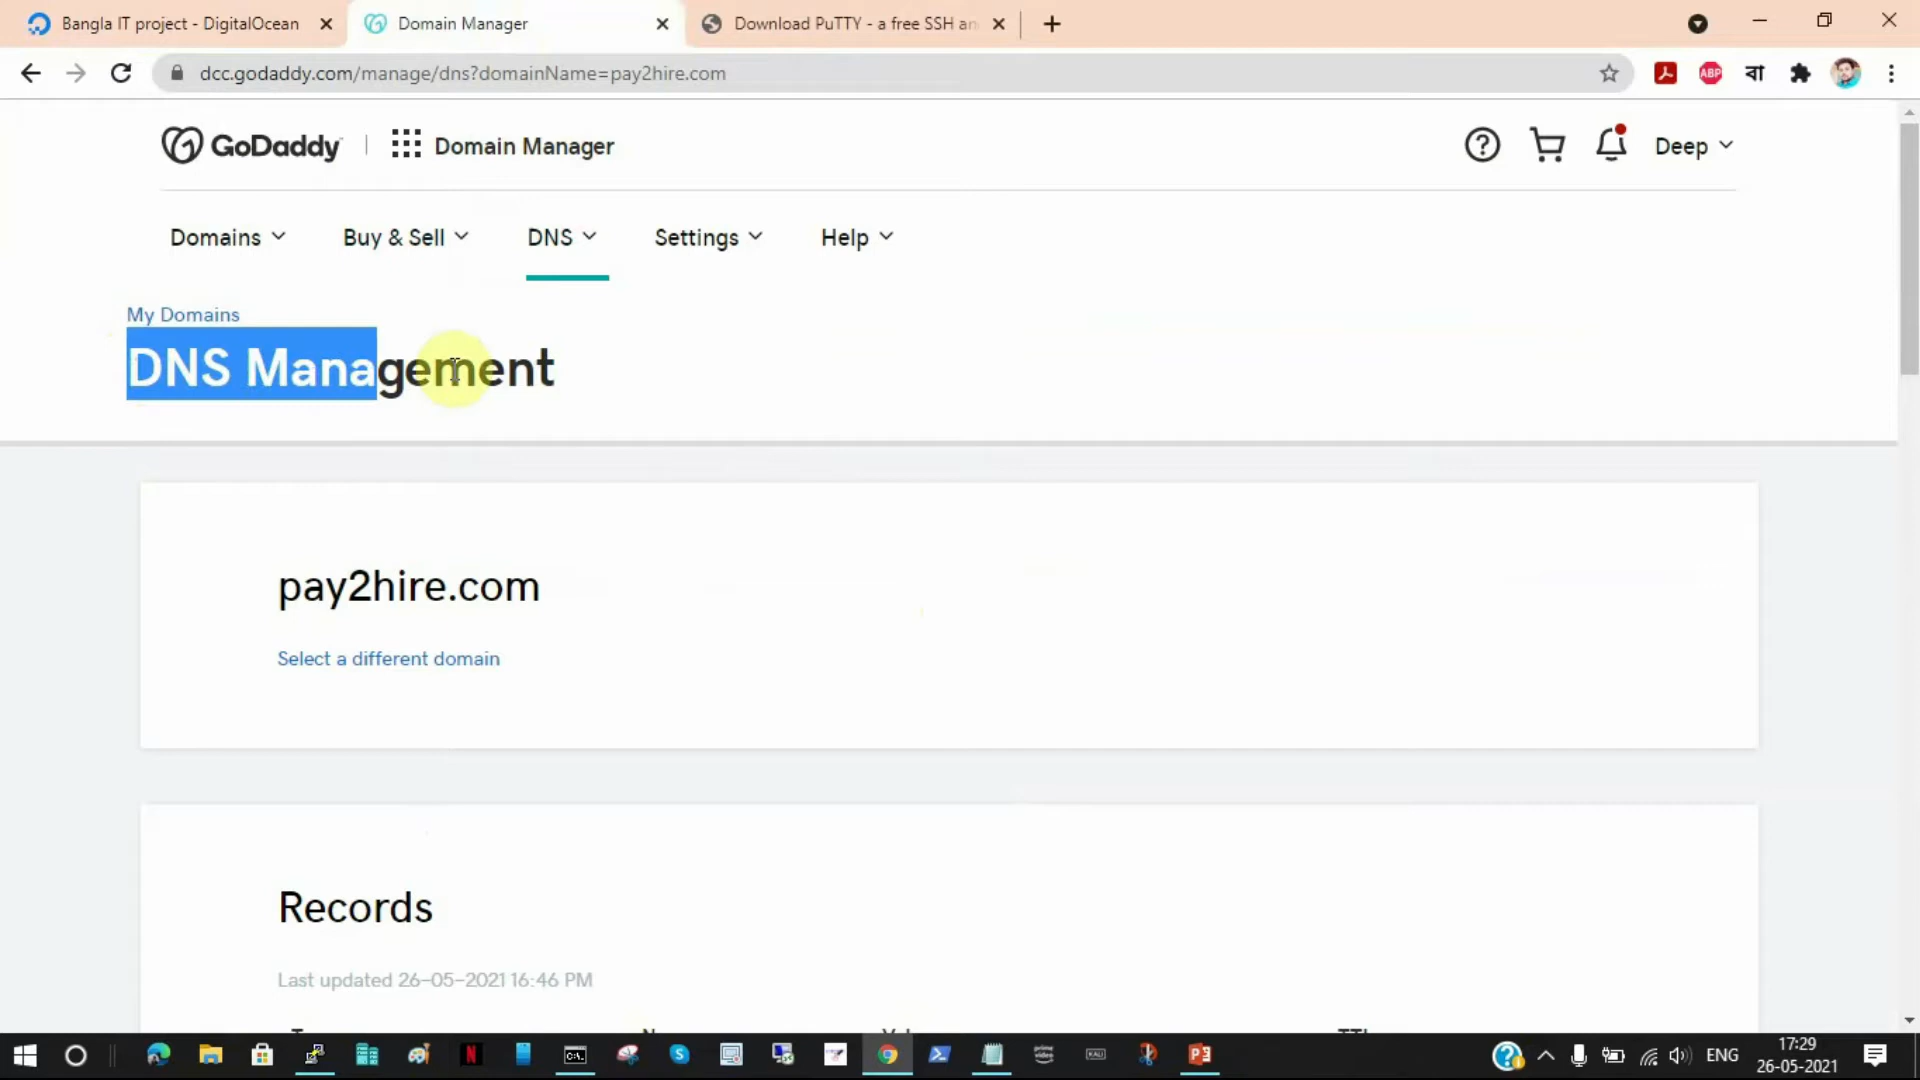 Bangla IT project - DigitalOcean
Domain Manager
Download PuTTY - a free SSH an
dcc.godaddy.com/manage/dns?domainName=pay2hire.com
ABP
বা
GoDaddy
Domain Manager
Deep
Domains
Buy & Sell
DNS
Settings
Help
My Domains
DNS Management
pay2hire.com
Select a different domain
Records
Last updated 26-05-2021 16:46 PM
ENG
17:29
26-05-2021